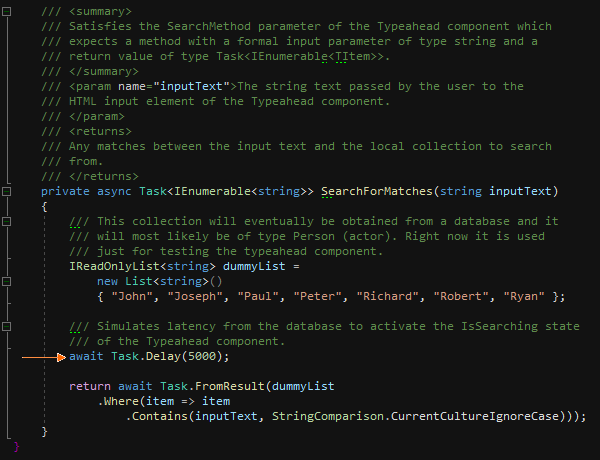 /// <summary>
/// Satisfies the SearchMethod parameter of the Typeahead component which
/// expects a method with a formal input parameter of type string and a
/// return value of type Task<IEnumerable<TItem>>.
/// </summary>
/// <param name="inputText">The string text passed by the user to the
/// HTML input element of the Typeahead component.
/// </param>
/// <returns>
/// Any matches between the input text and the local collection to search
/// from.
/// </returns>
private async Task<IEnumerable<string>> SearchForMatches(string inputText)
{
/// This collection will eventually be obtained from a database and it
/// will most likely be of type Person (actor). Right now it is used
/// just for testing the typeahead component.
IReadOnlyList<string> dummyList =
new List<string>()
{ "John", "Joseph", "Paul", "Peter", "Richard", "Robert", "Ryan" };
/// Simulates latency from the database to activate the IsSearching state
/// of the Typeahead component.
await Task.Delay(5000);
return await Task.FromResult(dummyList
.Where(item => item
.Contains(inputText, StringComparison.CurrentCultureIgnoreCase)));
}
}